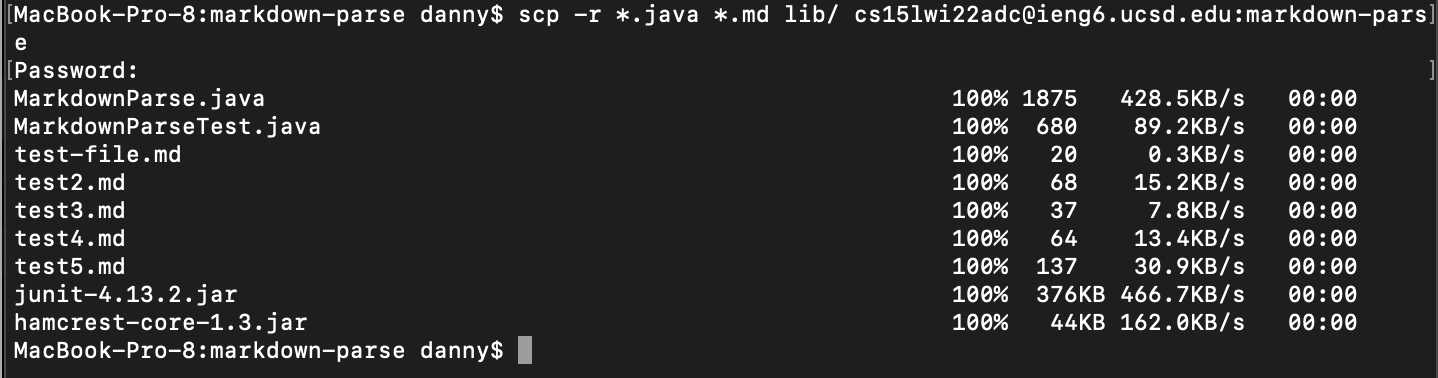 [MacBook-Pro-8:markdown-parse danny$ scp -r *.java *.md lib/ cs15lwi22adc@ieng6.ucsd.edu:markdown-pars]
e
[Password: ]
MarkdownParse.java 100% 1875 428.5KB/s 00:00
MarkdownParseTest.java 100% 680 89.2KB/s 00:00
test-file.md 100% 20 0.3KB/s 00:00
test2.md 100% 68 15.2KB/s 00:00
test3.md 100% 37 7.8KB/s 00:00
test4.md 100% 64 13.4KB/s 00:00
test5.md 100% 137 30.9KB/s 00:00
junit-4.13.2.jar 100% 376KB 466.7KB/s 00:00
hamcrest-core-1.3.jar 100% 44KB 162.0KB/s 00:00
MacBook-Pro-8:markdown-parse danny$